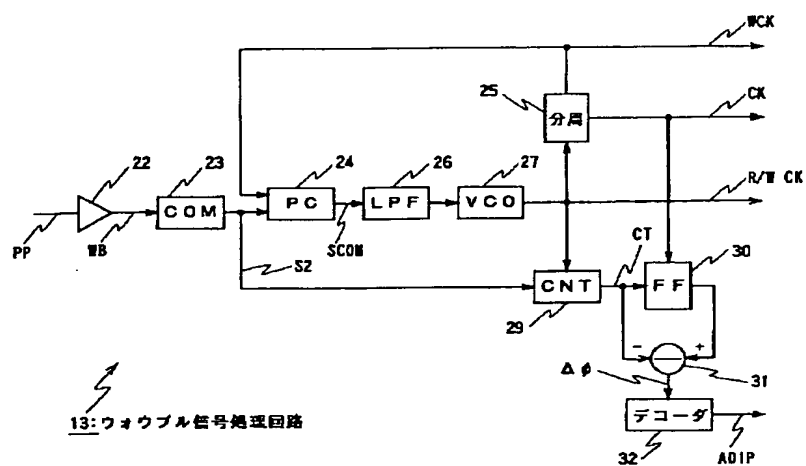 WCK
25
CK
分周
22
23
24
26
27
R/W CK
COM
PC
LPF
VCO
PP
WB
SCOM
CT
30
S2
CNT
FF
29
-
+
Δφ
31
デコーダ
32
ADIP
13:ウォウブル信号処理回路